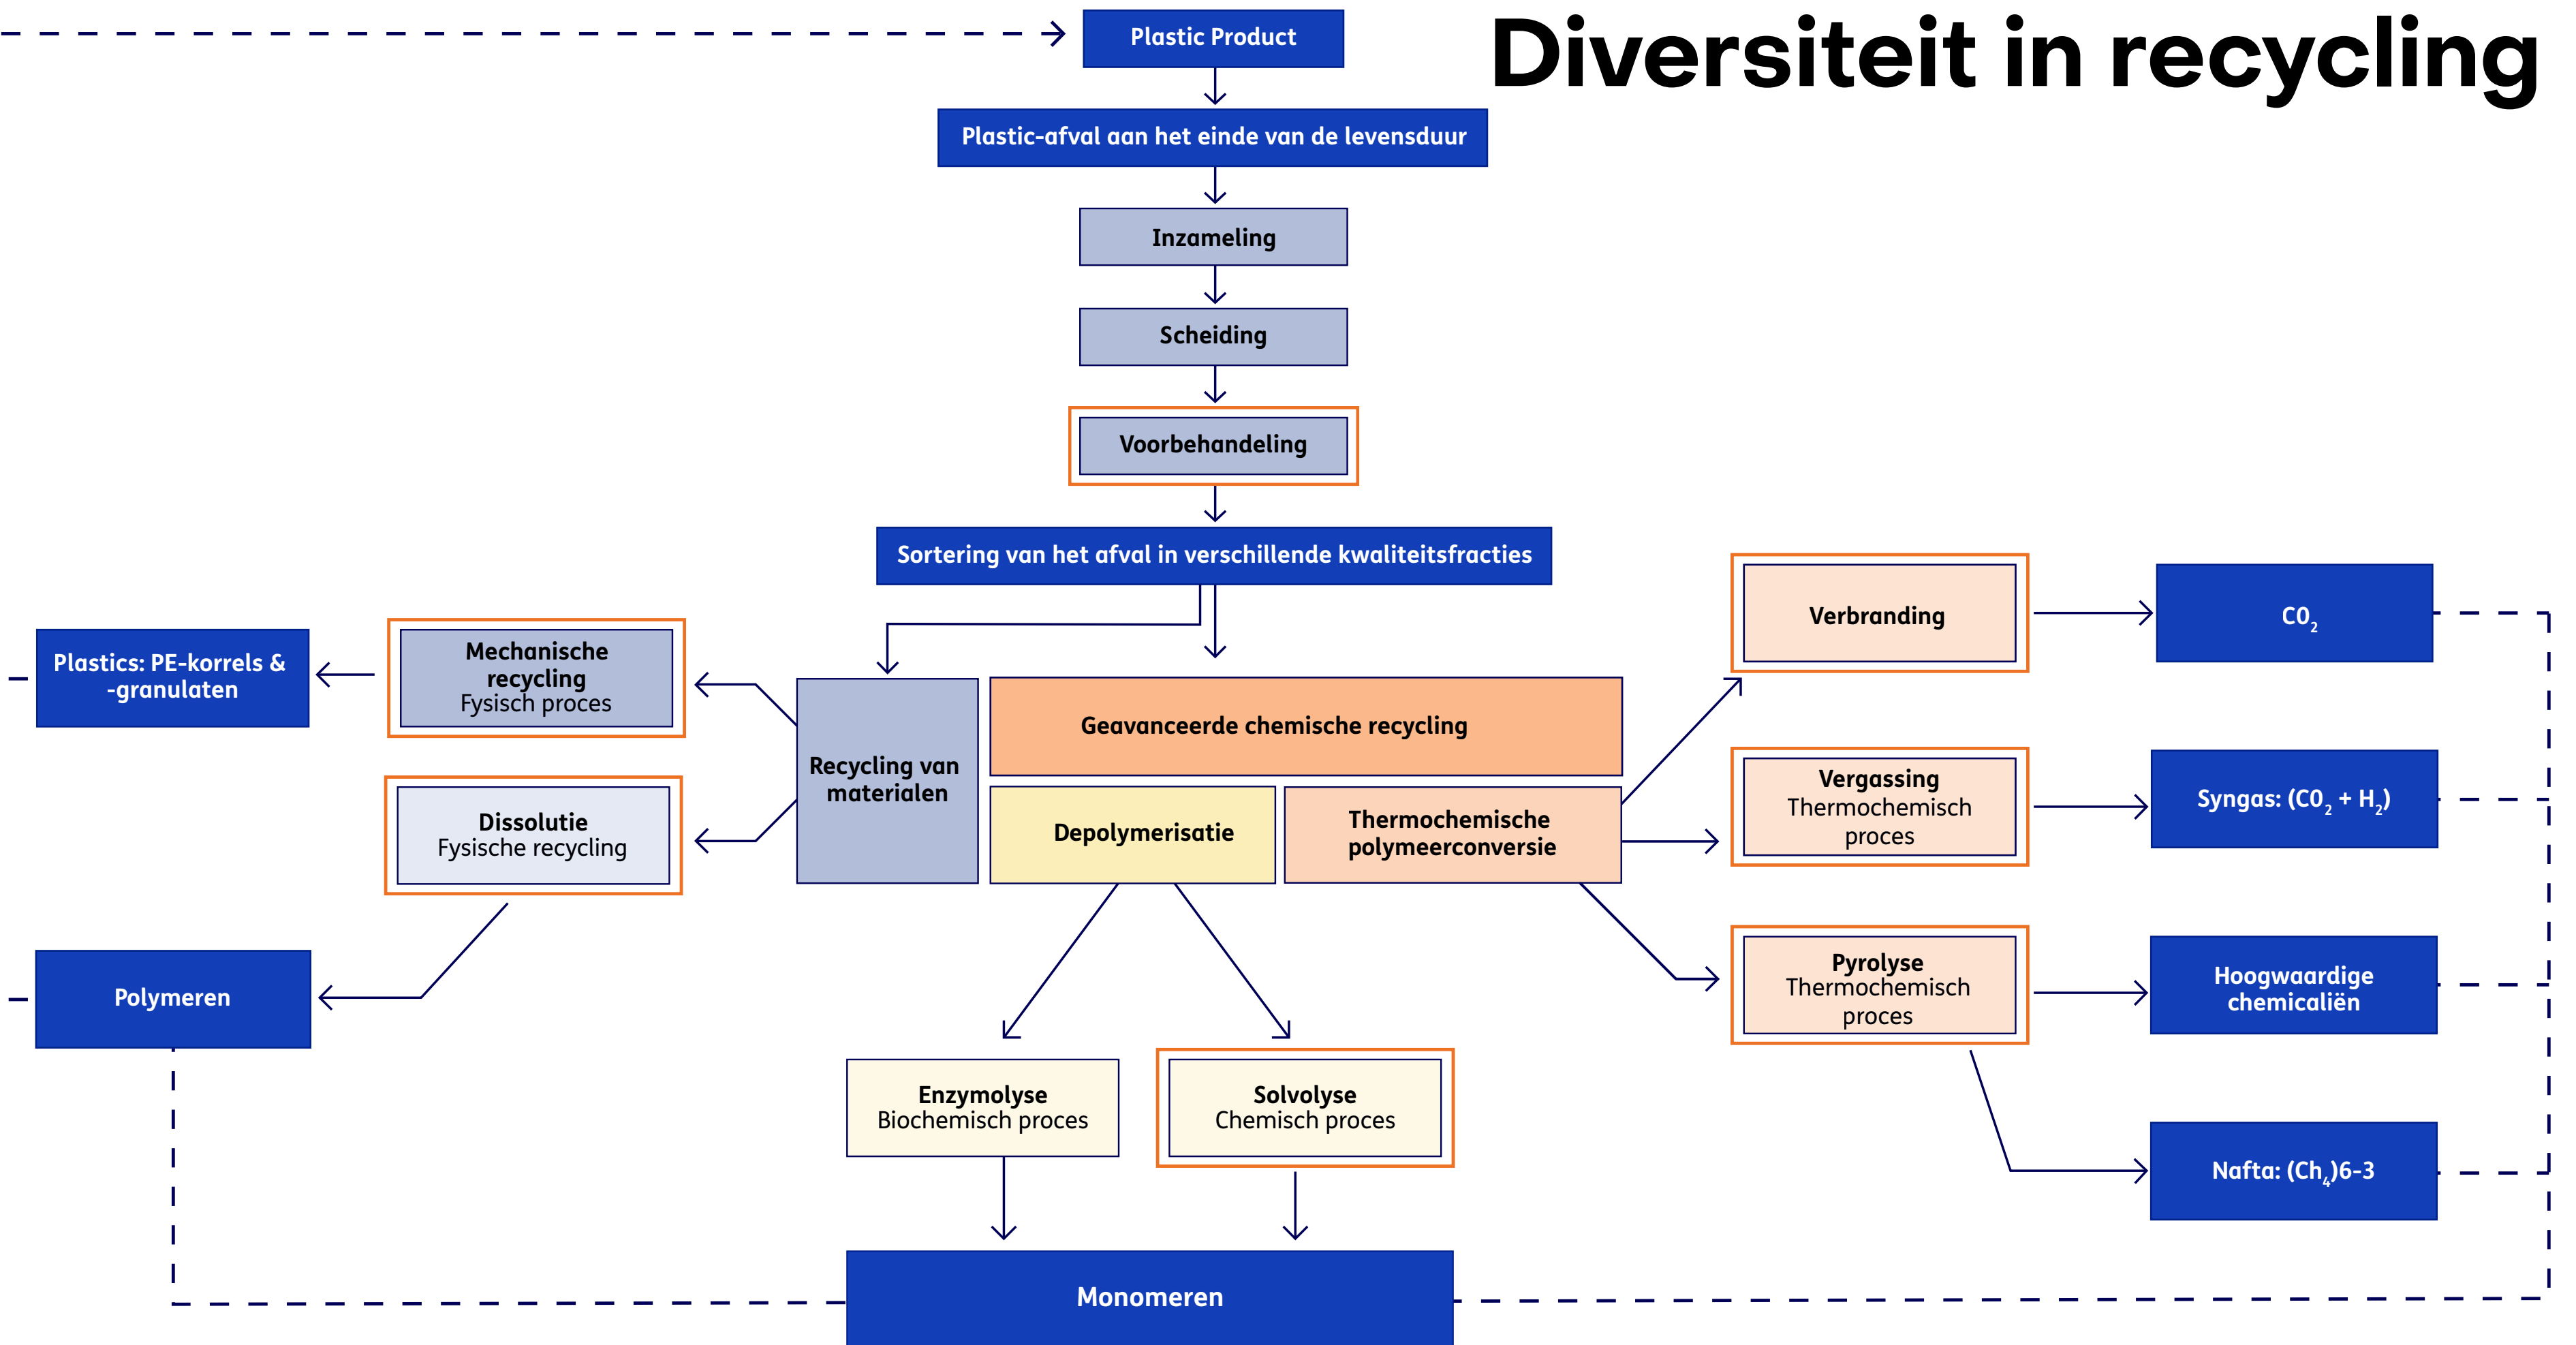 Diversiteit in recycling
Plastic Product
Plastic-afval aan het einde van de levensduur
Inzameling
Scheiding
Voorbehandeling
Sortering van het afval in verschillende kwaliteitsfracties
Plastics: PE-korrels &
-granulaten
Mechanische
recycling
Fysisch proces
Dissolutie
Fysische recycling
Polymeren
Recycling van
materialen
Geavanceerde chemische recycling
Depolymerisatie
Thermochemische
polymeerconversie
Verbranding
C0₂
Vergassing
Thermochemisch
proces
Syngas: (C0₂ + H₂)
Pyrolyse
Thermochemisch
proces
Hoogwaardige
chemicaliën
Nafta: (Ch₄)6-3
Enzymolyse
Biochemisch proces
Solvolyse
Chemisch proces
Monomeren